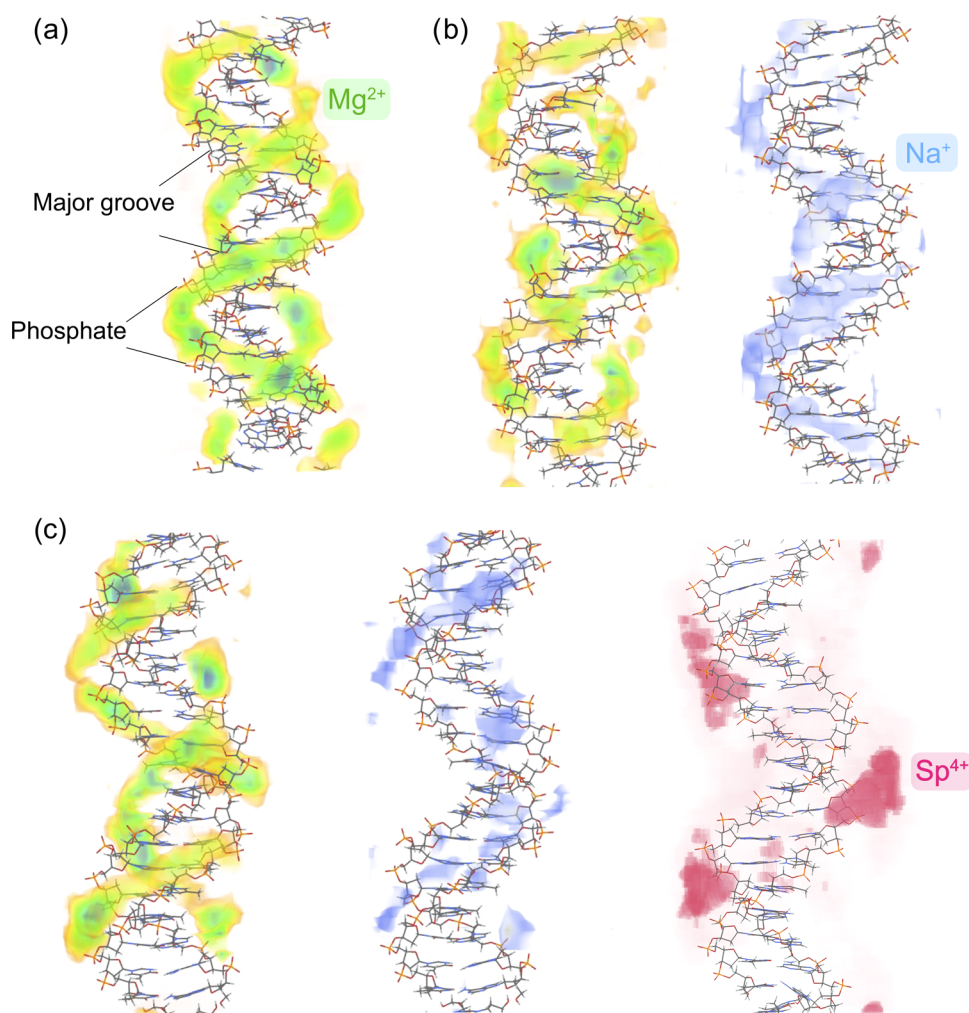 (a)
(b)
Mg²⁺
Na⁺
Major groove
Phosphate
(c)
Sp⁴⁺